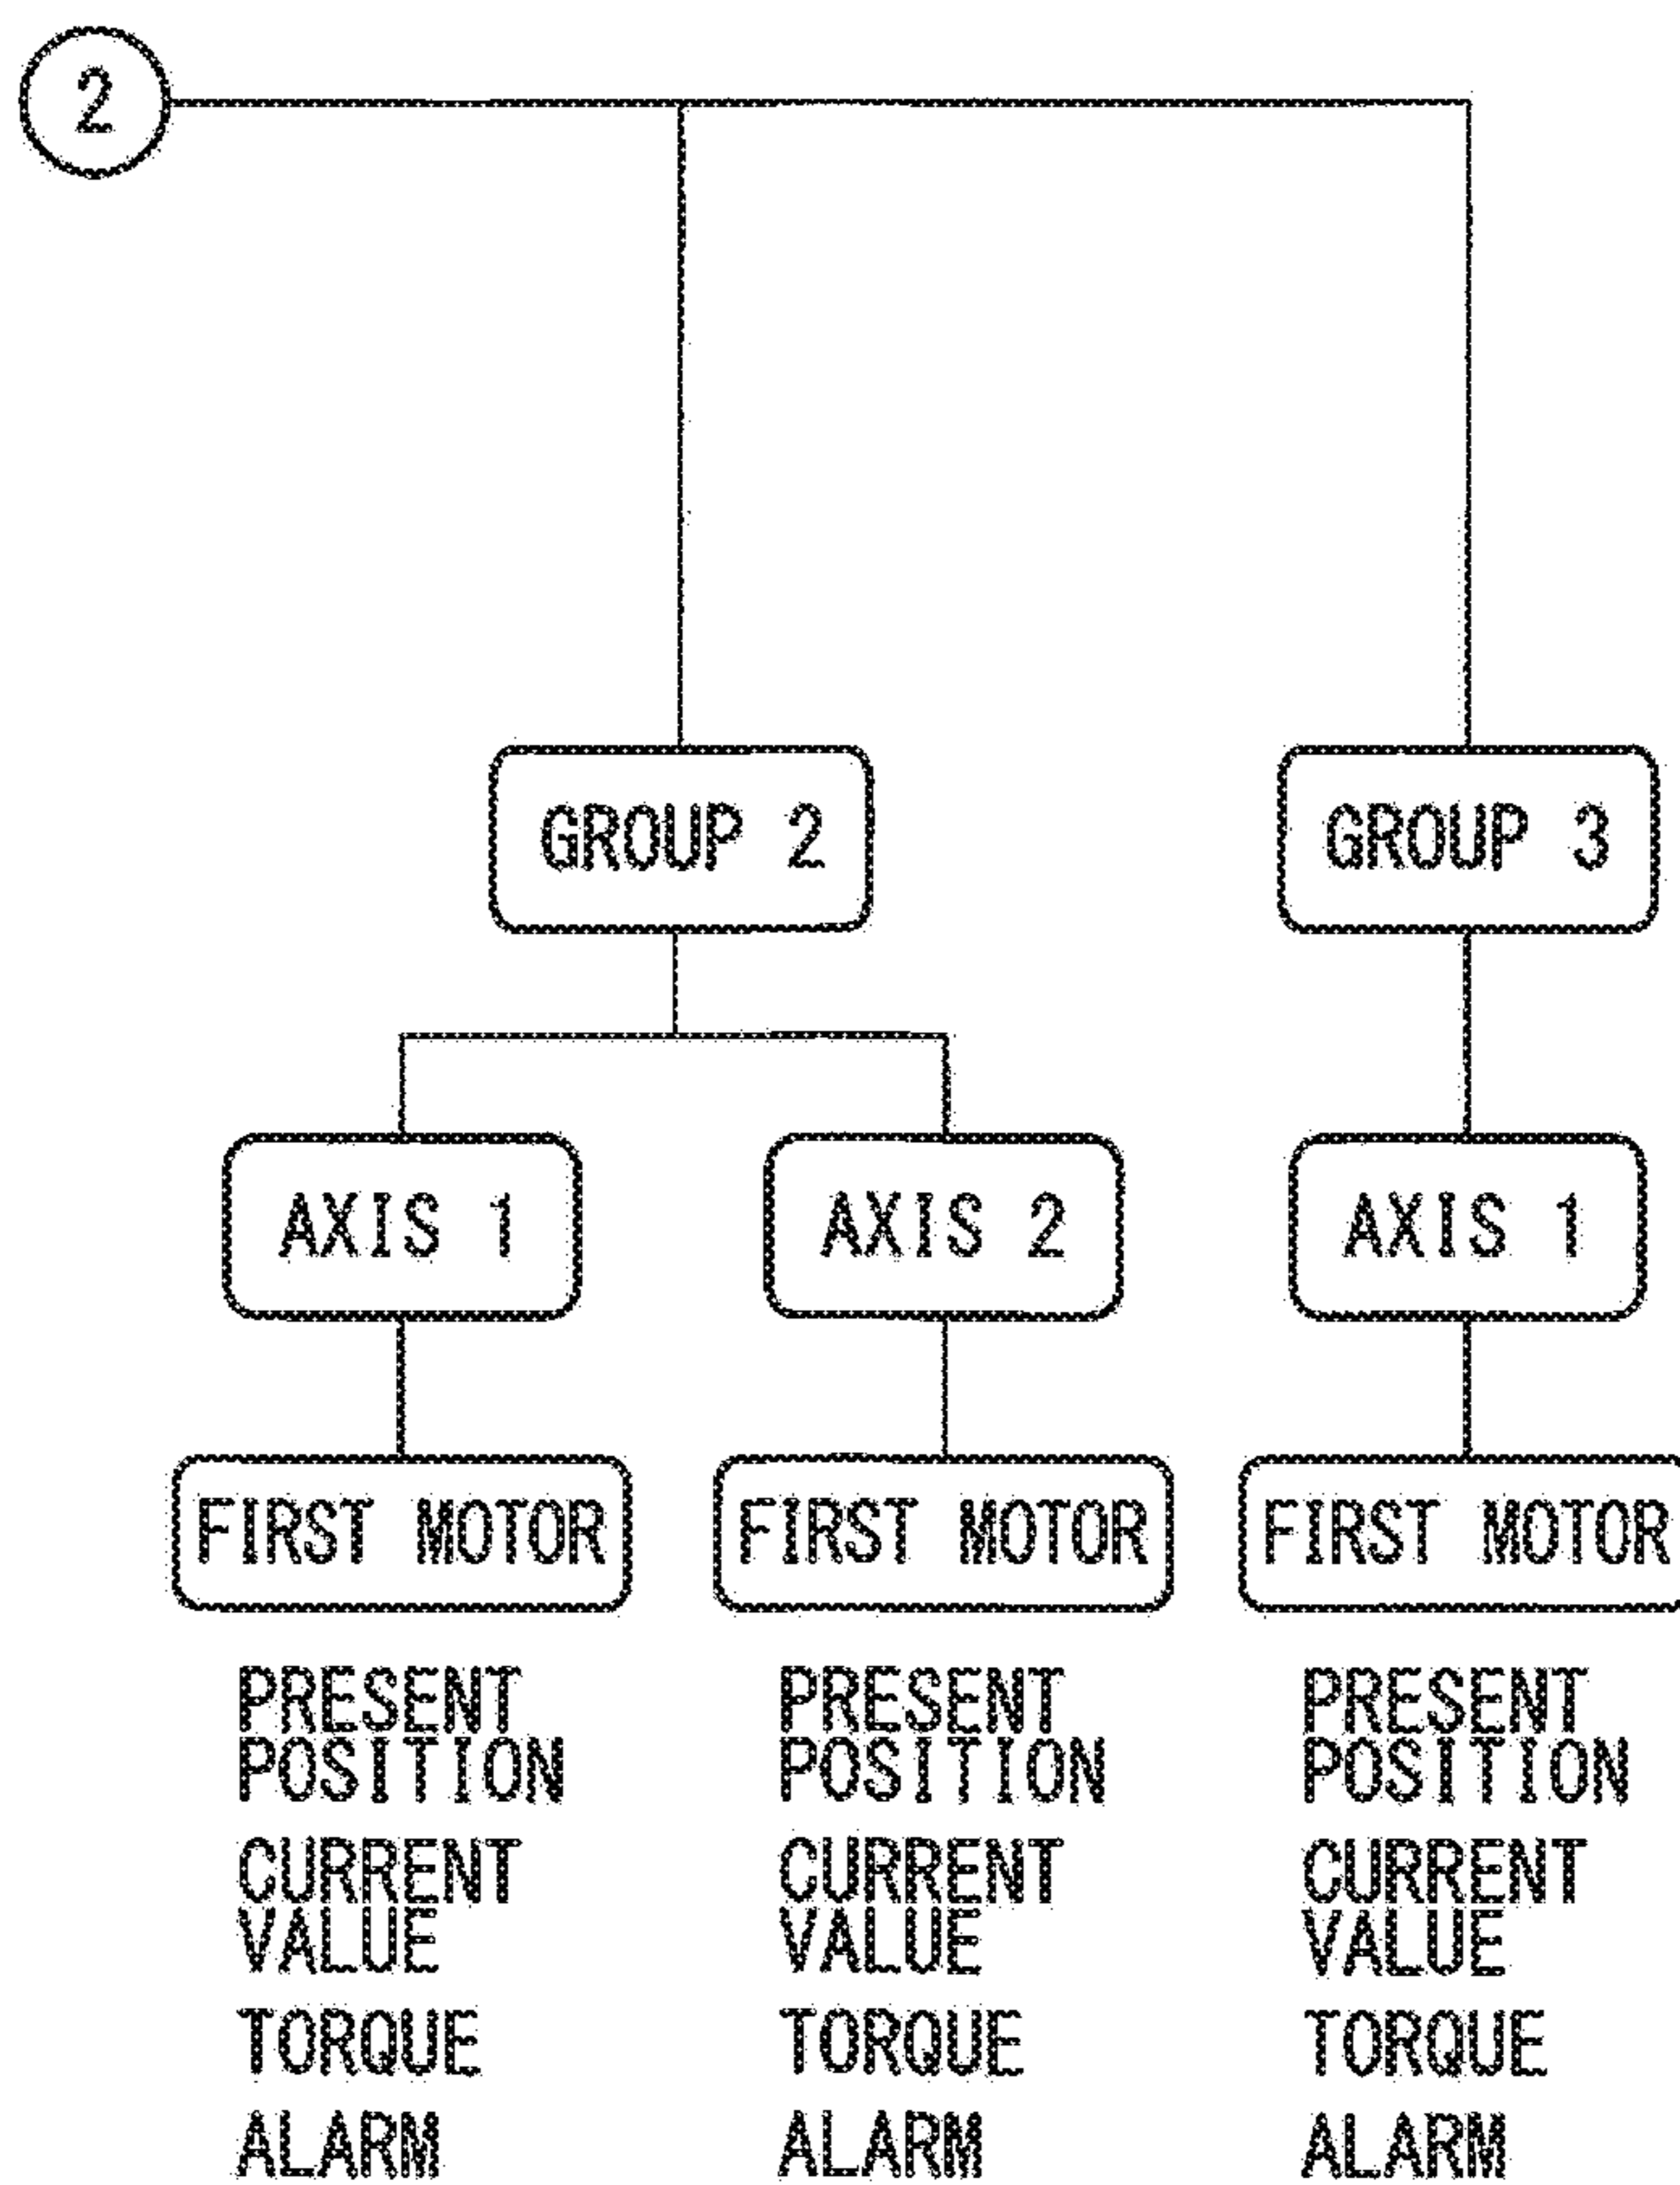 2
GROUP 2
GROUP 3
AXIS 1
AXIS 2
AXIS 1
FIRST MOTOR
FIRST MOTOR
FIRST MOTOR
PRESENT
POSITION
CURRENT
VALUE
TORQUE
ALARM
PRESENT
POSITION
CURRENT
VALUE
TORQUE
ALARM
PRESENT
POSITION
CURRENT
VALUE
TORQUE
ALARM